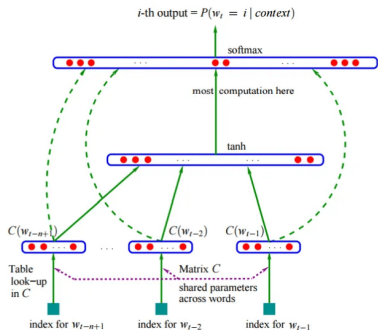 i-th output = P(w_t = i | context)
softmax
. . .
. . .
most computation here
tanh
. . .
. . .
C(w_{t−n+1}) C(w_{t−2}) C(w_{t−1})
. . .
. . .
. . .
. . .
Table
look−up
in C
Matrix C
shared parameters
across words
index for w_{t−n+1} index for w_{t−2} index for w_{t−1}